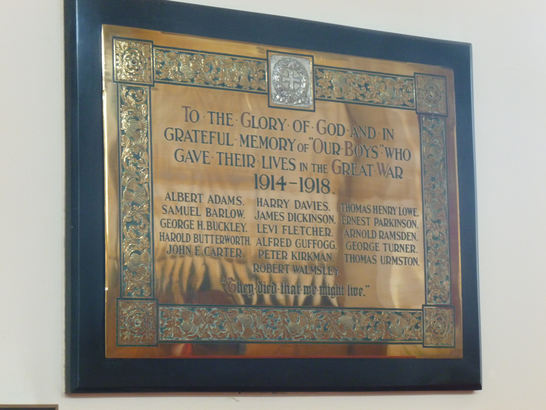 TO·THE·GLORY·OF·GOD·AND·IN
GRATEFUL·MEMORY OF "OUR BOYS" WHO
GAVE·THEIR·LIVES·IN THE GREAT WAR
1914–1918.
ALBERT ADAMS. HARRY DAVIES. THOMAS HENRY LOWE.
SAMUEL BARLOW. JAMES DICKINSON. ERNEST PARKINSON.
GEORGE H. BUCKLEY. LEVI FLETCHER. ARNOLD RAMSDEN.
HAROLD BUTTERWORTH. ALFRED GUFFOGG. GEORGE TURNER.
JOHN E CARTER. PETER KIRKMAN. THOMAS URMSTON.
ROBERT WALMSLEY.
"They·died·that·we·might·live."